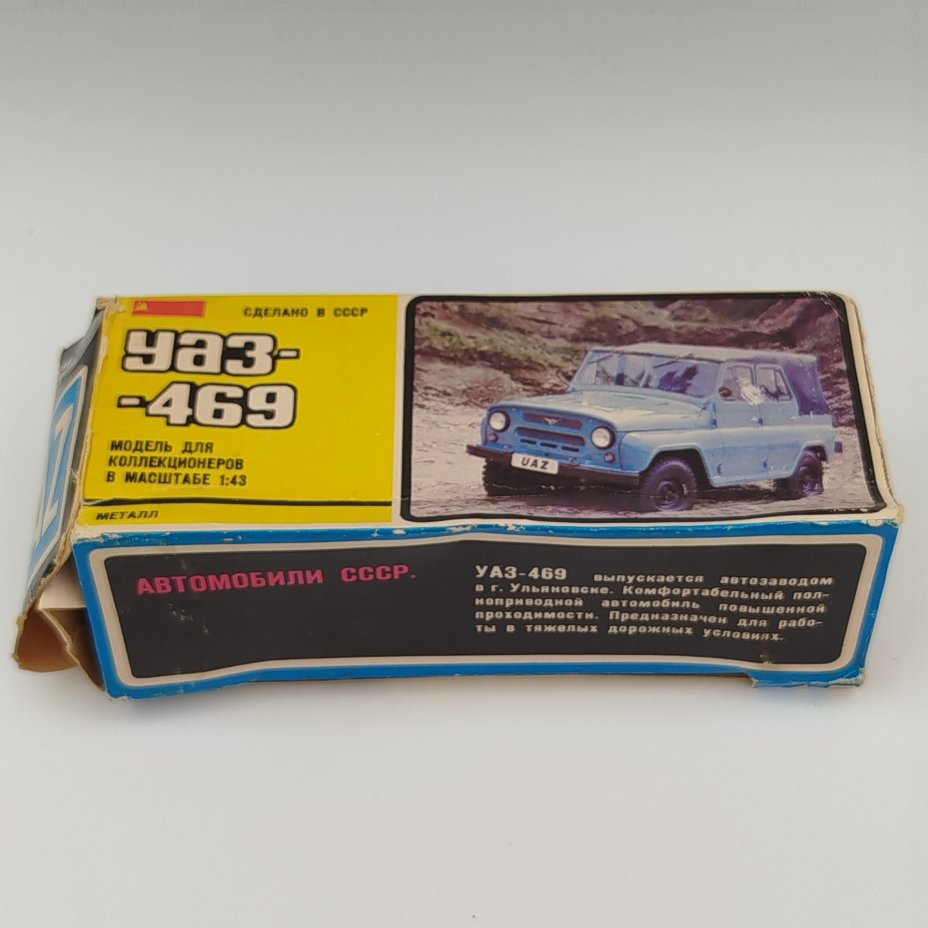 СДЕЛАНО В СССР
УАЗ-
-469
МОДЕЛЬ ДЛЯ
КОЛЛЕКЦИОНЕРОВ
В МАСШТАБЕ 1:43
МЕТАЛЛ
UAZ
АВТОМОБИЛИ СССР.
УАЗ-469 выпускается автозаводом
в г. Ульяновске. Комфортабельный пол-
ноприводной автомобиль повышенной
проходимости. Предназначен для рабо-
ты в тяжелых дорожных условиях.